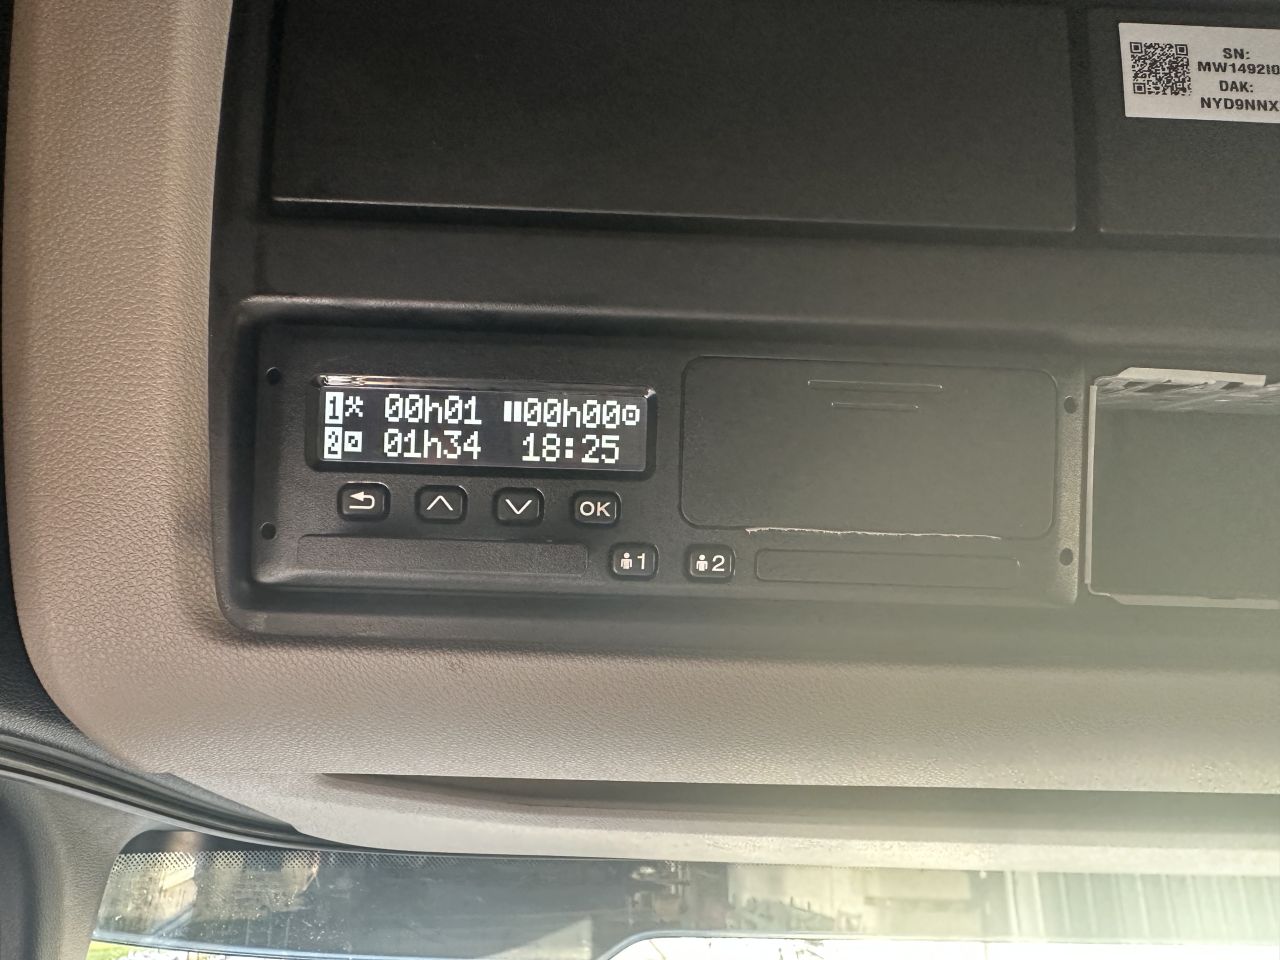 SN:
MW1492I0
DAK:
NYD9NNX
1 00h01 00h00
2 01h34 18:25
OK
1 2